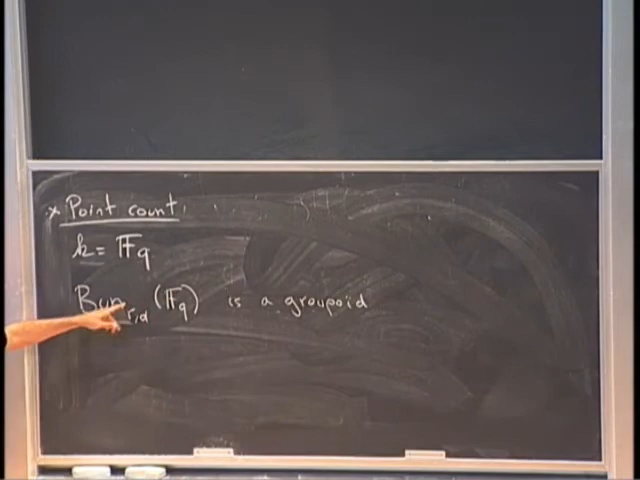 * Point count
k = 𝔽q
Bun r,d (𝔽q) is a groupoid